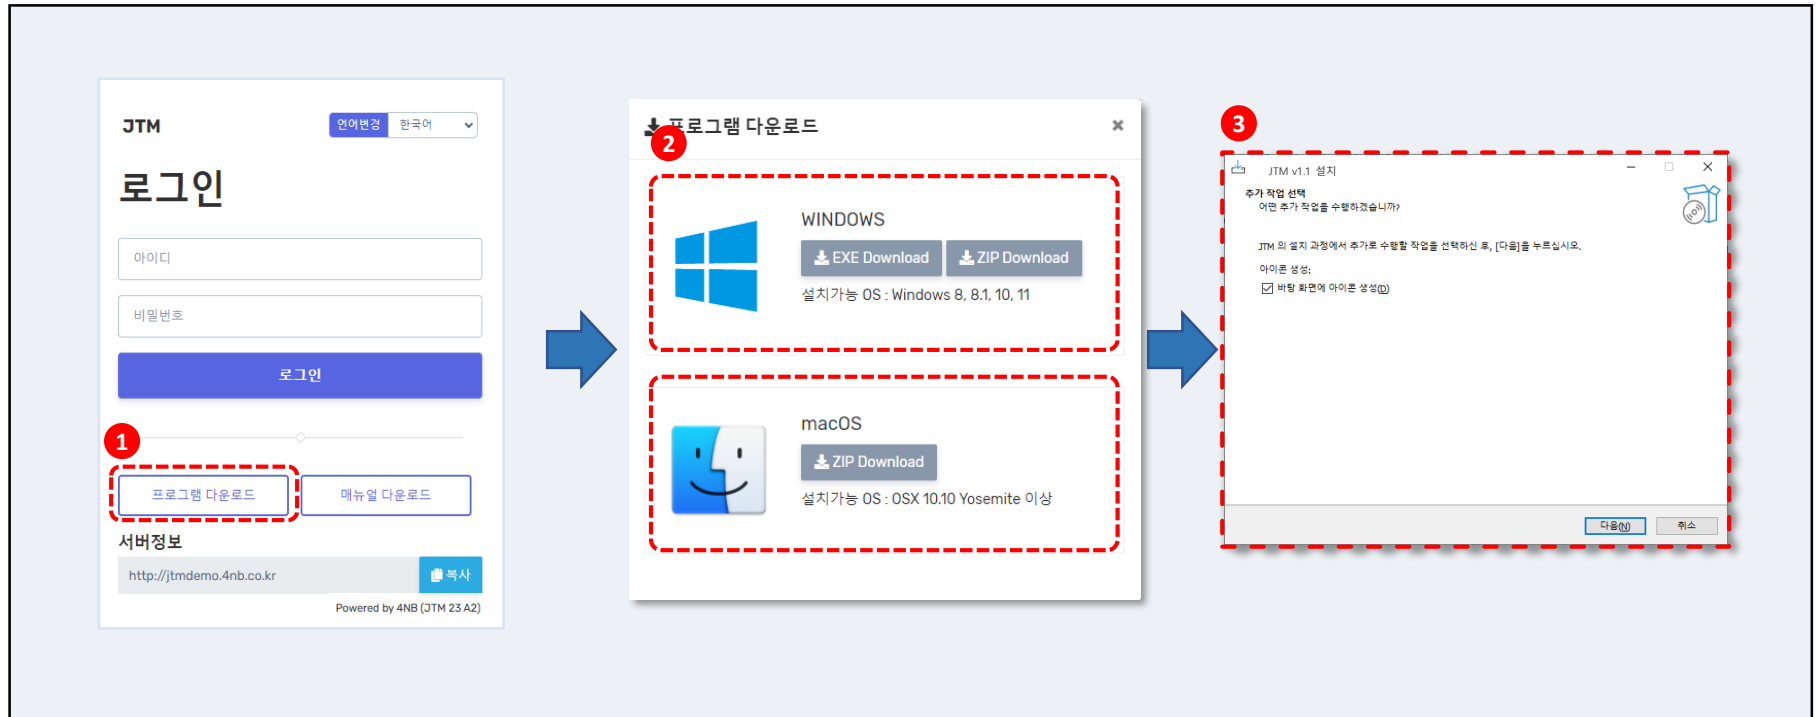 JTM
언어변경 한국어
로그인
아이디
비밀번호
로그인
1
프로그램 다운로드 매뉴얼 다운로드
서버정보
http://jtmdemo.4nb.co.kr 복사
Powered by 4NB (JTM 23 A2)
프로그램 다운로드
2
WINDOWS
EXE Download ZIP Download
설치가능 OS : Windows 8, 8.1, 10, 11
macOS
ZIP Download
설치가능 OS : OSX 10.10 Yosemite 이상
3
JTM v1.1 설치
추가 작업 선택
어떤 추가 작업을 수행하겠습니까?
JTM 의 설치 과정에서 추가로 수행할 작업을 선택하신 후, [다음]을 누르십시오.
아이콘 생성:
바탕 화면에 아이콘 생성(D)
다음(N) 취소